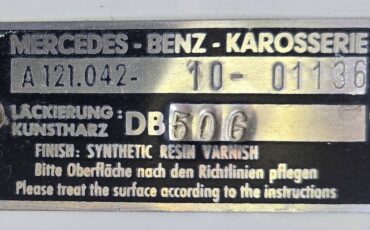 MERCEDES - BENZ - KAROSSERIE
A 121.042- 10- 01136
LACKIERUNG:
KUNSTHARZ DB 50G
FINISH: SYNTHETIC RESIN VARNISH
Bitte Oberfläche nach den Richtlinien pflegen
Please treat the surface according to the instructions